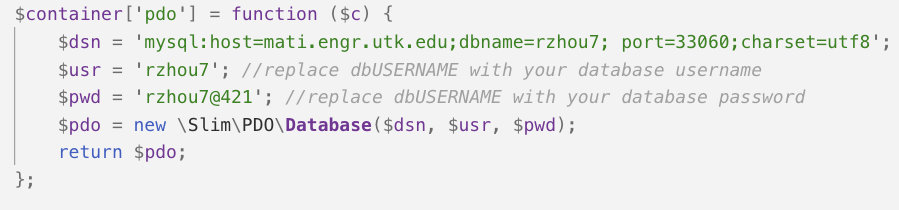 $container['pdo'] = function ($c) {
$dsn = 'mysql:host=mati.engr.utk.edu;dbname=rzhou7; port=33060;charset=utf8';
$usr = 'rzhou7'; //replace dbUSERNAME with your database username
$pwd = 'rzhou7@421'; //replace dbUSERNAME with your database password
$pdo = new \Slim\PDO\Database($dsn, $usr, $pwd);
return $pdo;
};